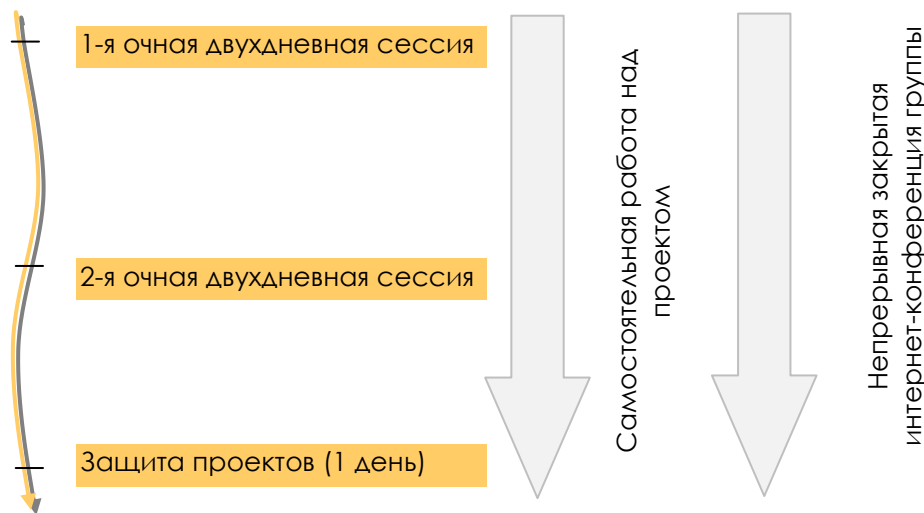 1-я очная двухдневная сессия
2-я очная двухдневная сессия
Защита проектов (1 день)
Самостоятельная работа над
проектом
Непрерывная закрытая
интернет-конференция группы